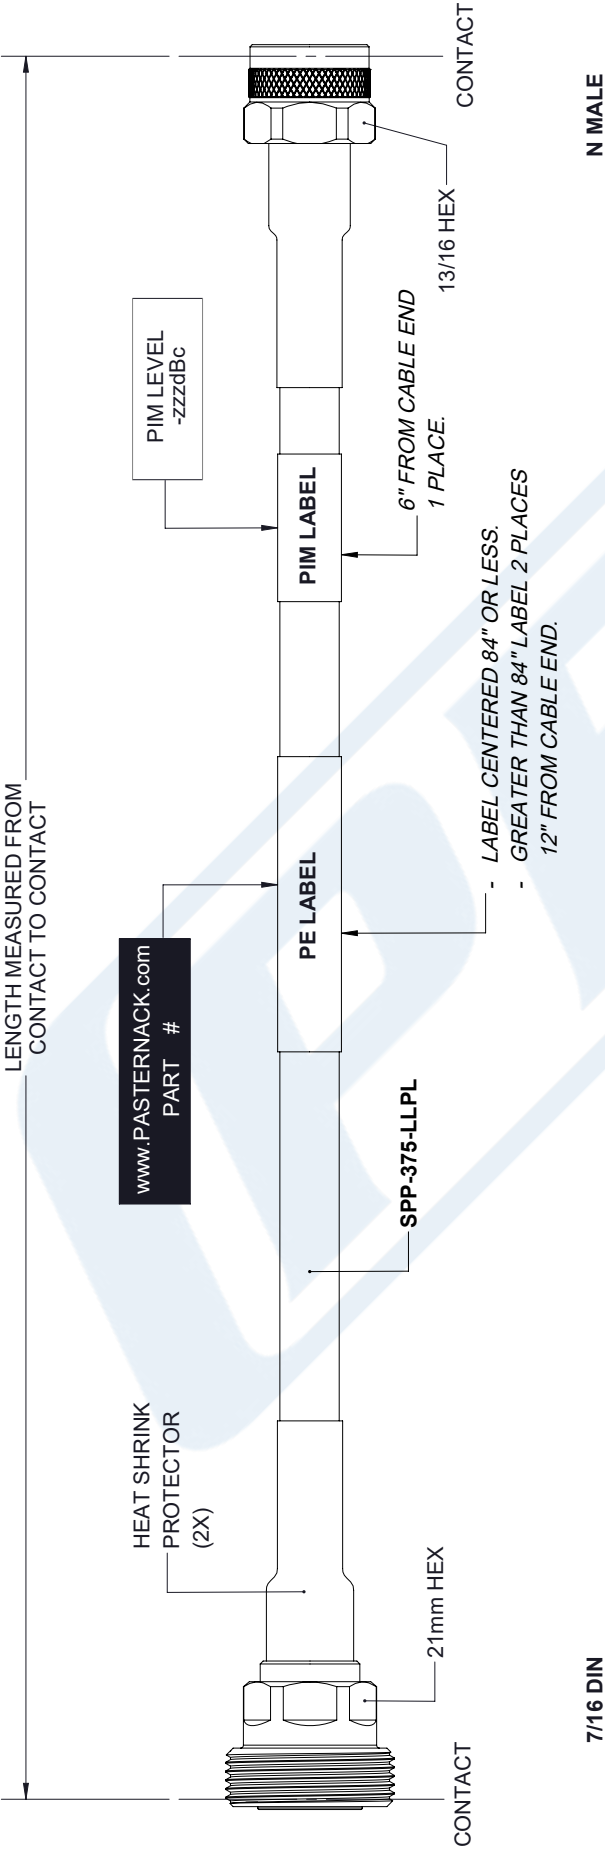 LENGTH MEASURED FROM
CONTACT TO CONTACT
HEAT SHRINK
PROTECTOR
(2X)
www.PASTERNACK.com
PART #
PIM LEVEL
-zzzdBc
PE LABEL
PIM LABEL
CONTACT
21mm HEX
SPP-375-LLPL
- LABEL CENTERED 84" OR LESS.
- GREATER THAN 84" LABEL 2 PLACES
12" FROM CABLE END.
6" FROM CABLE END
1 PLACE.
13/16 HEX
CONTACT
7/16 DIN
N MALE